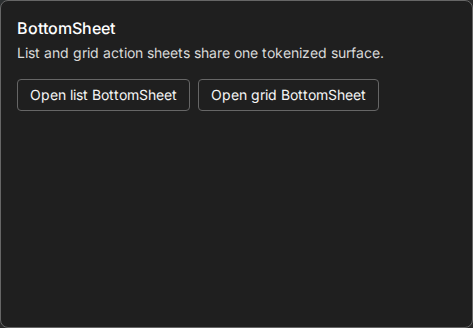 BottomSheet
List and grid action sheets share one tokenized surface.
Open list BottomSheet
Open grid BottomSheet